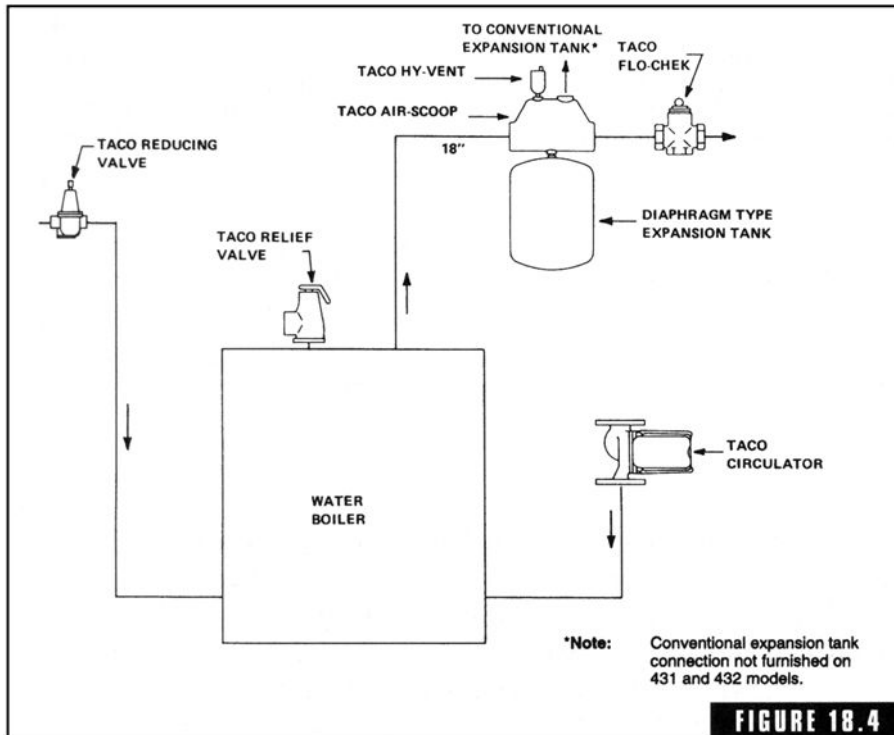 TO CONVENTIONAL
EXPANSION TANK*
TACO
FLO-CHEK
TACO HY-VENT
TACO AIR-SCOOP
18"
TACO REDUCING
VALVE
DIAPHRAGM TYPE
EXPANSION TANK
TACO RELIEF
VALVE
TACO
CIRCULATOR
WATER
BOILER
*Note: Conventional expansion tank
connection not furnished on
431 and 432 models.
FIGURE 18.4